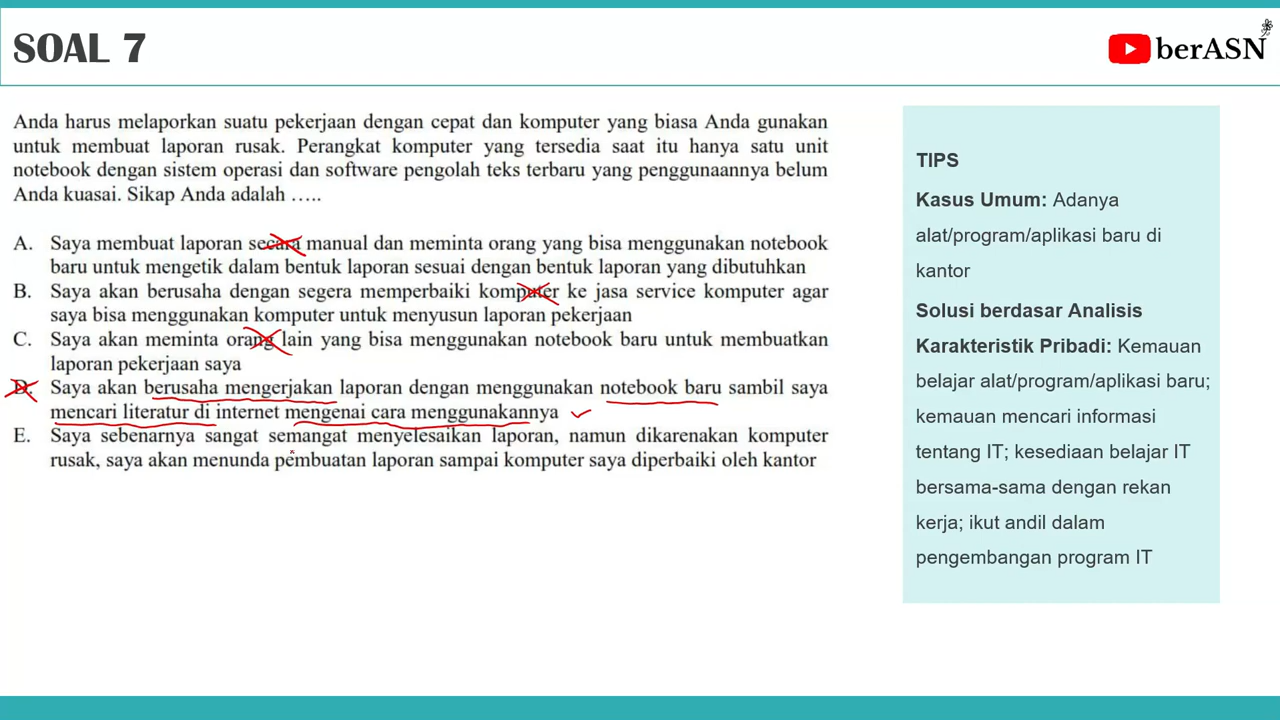 SOAL 7
berASN
Anda harus melaporkan suatu pekerjaan dengan cepat dan komputer yang biasa Anda gunakan
untuk membuat laporan rusak. Perangkat komputer yang tersedia saat itu hanya satu unit
notebook dengan sistem operasi dan software pengolah teks terbaru yang penggunaannya belum
Anda kuasai. Sikap Anda adalah …..
A. Saya membuat laporan secara manual dan meminta orang yang bisa menggunakan notebook
baru untuk mengetik dalam bentuk laporan sesuai dengan bentuk laporan yang dibutuhkan
B. Saya akan berusaha dengan segera memperbaiki komputer ke jasa service komputer agar
saya bisa menggunakan komputer untuk menyusun laporan pekerjaan
C. Saya akan meminta orang lain yang bisa menggunakan notebook baru untuk membuatkan
laporan pekerjaan saya
D. Saya akan berusaha mengerjakan laporan dengan menggunakan notebook baru sambil saya
mencari literatur di internet mengenai cara menggunakannya
E. Saya sebenarnya sangat semangat menyelesaikan laporan, namun dikarenakan komputer
rusak, saya akan menunda pembuatan laporan sampai komputer saya diperbaiki oleh kantor
TIPS
Kasus Umum: Adanya
alat/program/aplikasi baru di
kantor
Solusi berdasar Analisis
Karakteristik Pribadi: Kemauan
belajar alat/program/aplikasi baru;
kemauan mencari informasi
tentang IT; kesediaan belajar IT
bersama-sama dengan rekan
kerja; ikut andil dalam
pengembangan program IT